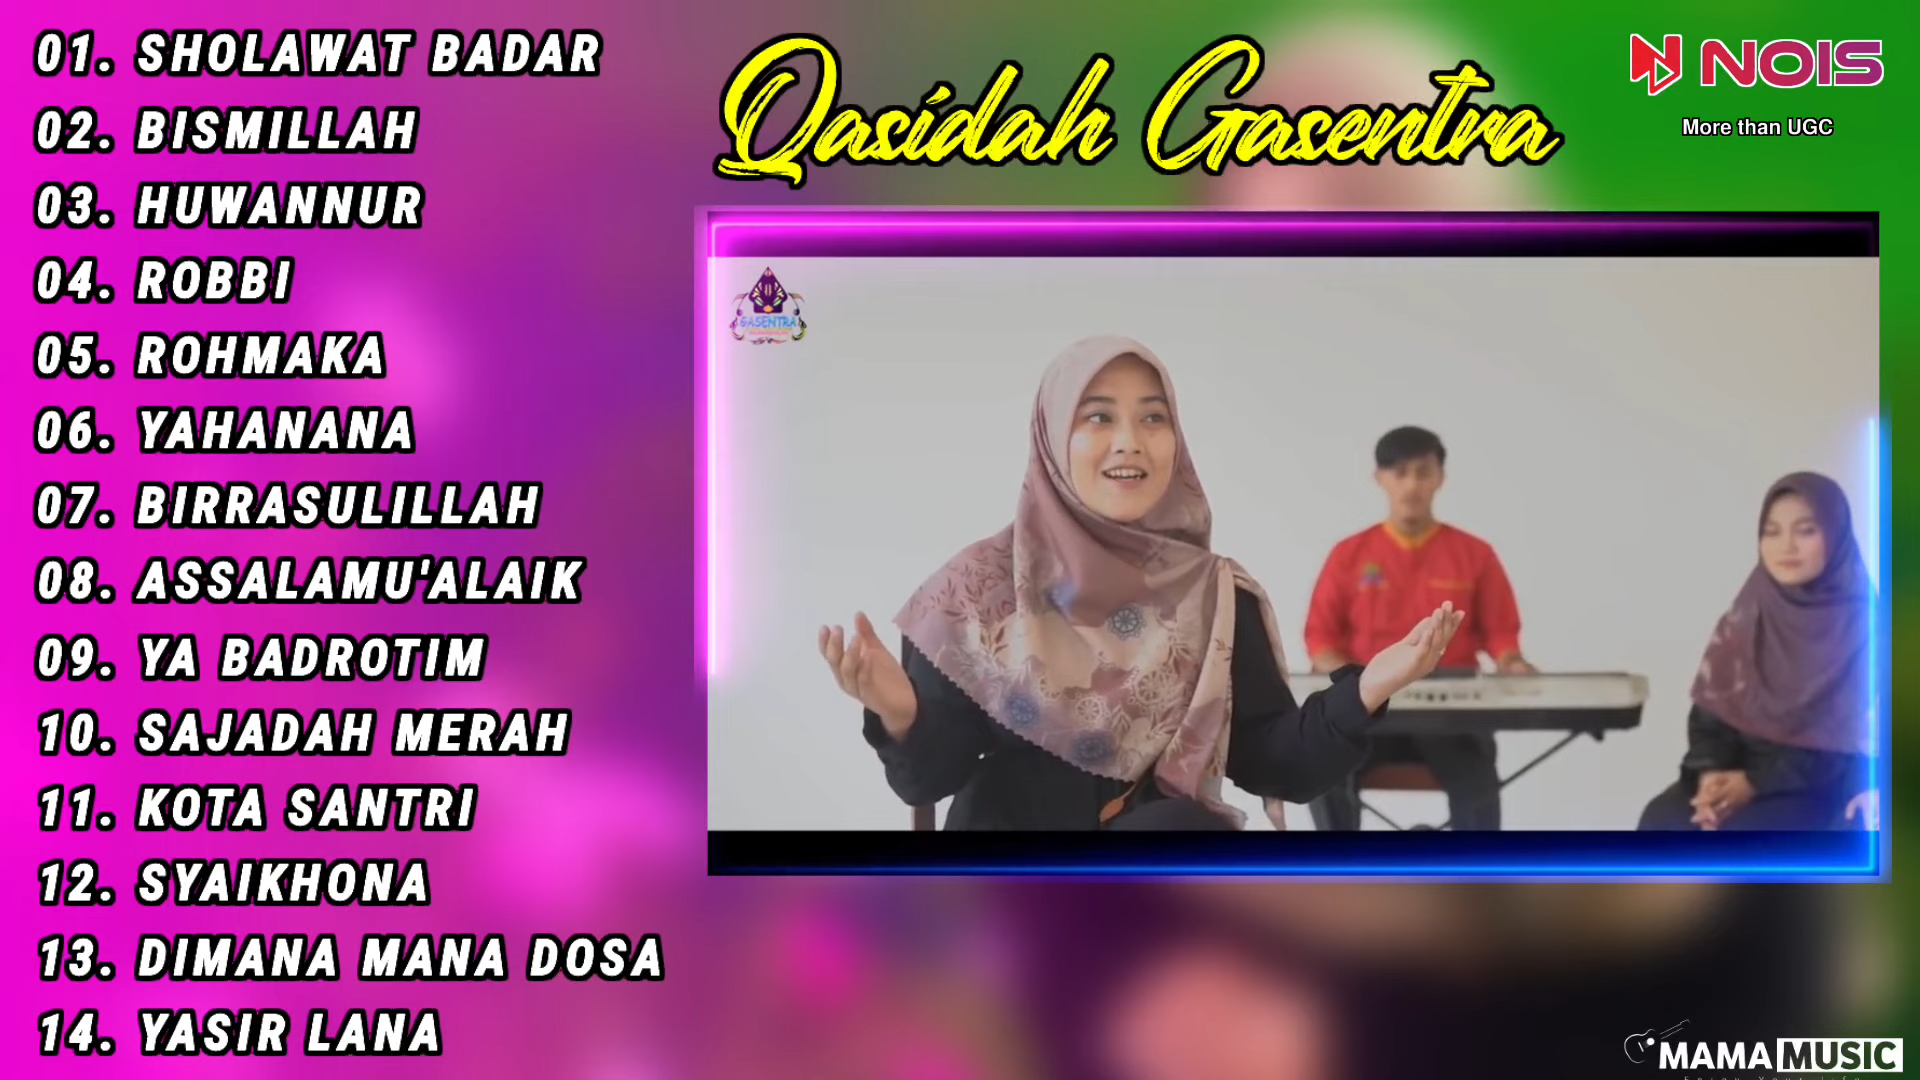 01. SHOLAWAT BADAR
02. BISMILLAH
03. HUWANNUR
04. ROBBI
05. ROHMAKA
06. YAHANANA
07. BIRRASULILLAH
08. ASSALAMU'ALAIK
09. YA BADROTIM
10. SAJADAH MERAH
11. KOTA SANTRI
12. SYAIKHONA
13. DIMANA MANA DOSA
14. YASIR LANA
Qasidah Gasentra
NOIS
More than UGC
GASENTRA
MAMA MUSIC